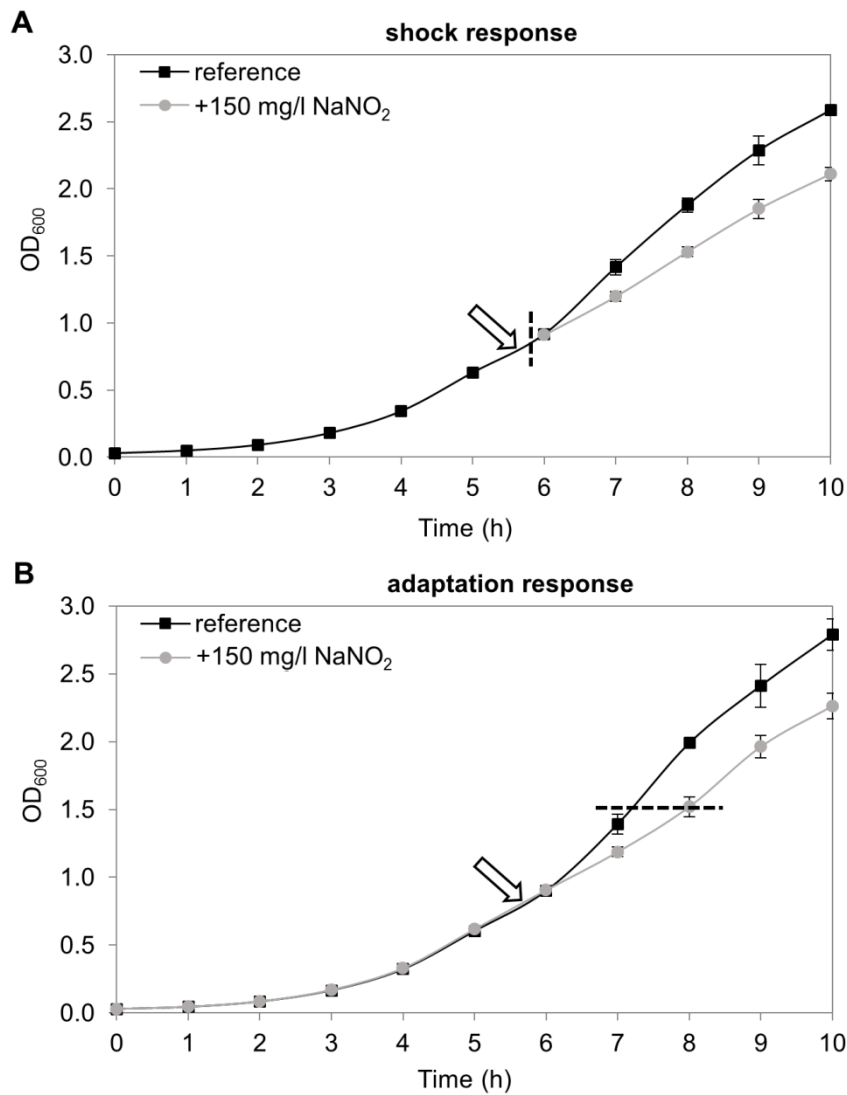 A
shock response
3.0
reference
+150 mg/l NaNO₂
2.5
2.0
OD₆₀₀
1.5
1.0
0.5
0.0
0 1 2 3 4 5 6 7 8 9 10
Time (h)
B
adaptation response
3.0
reference
+150 mg/l NaNO₂
2.5
2.0
OD₆₀₀
1.5
1.0
0.5
0.0
0 1 2 3 4 5 6 7 8 9 10
Time (h)